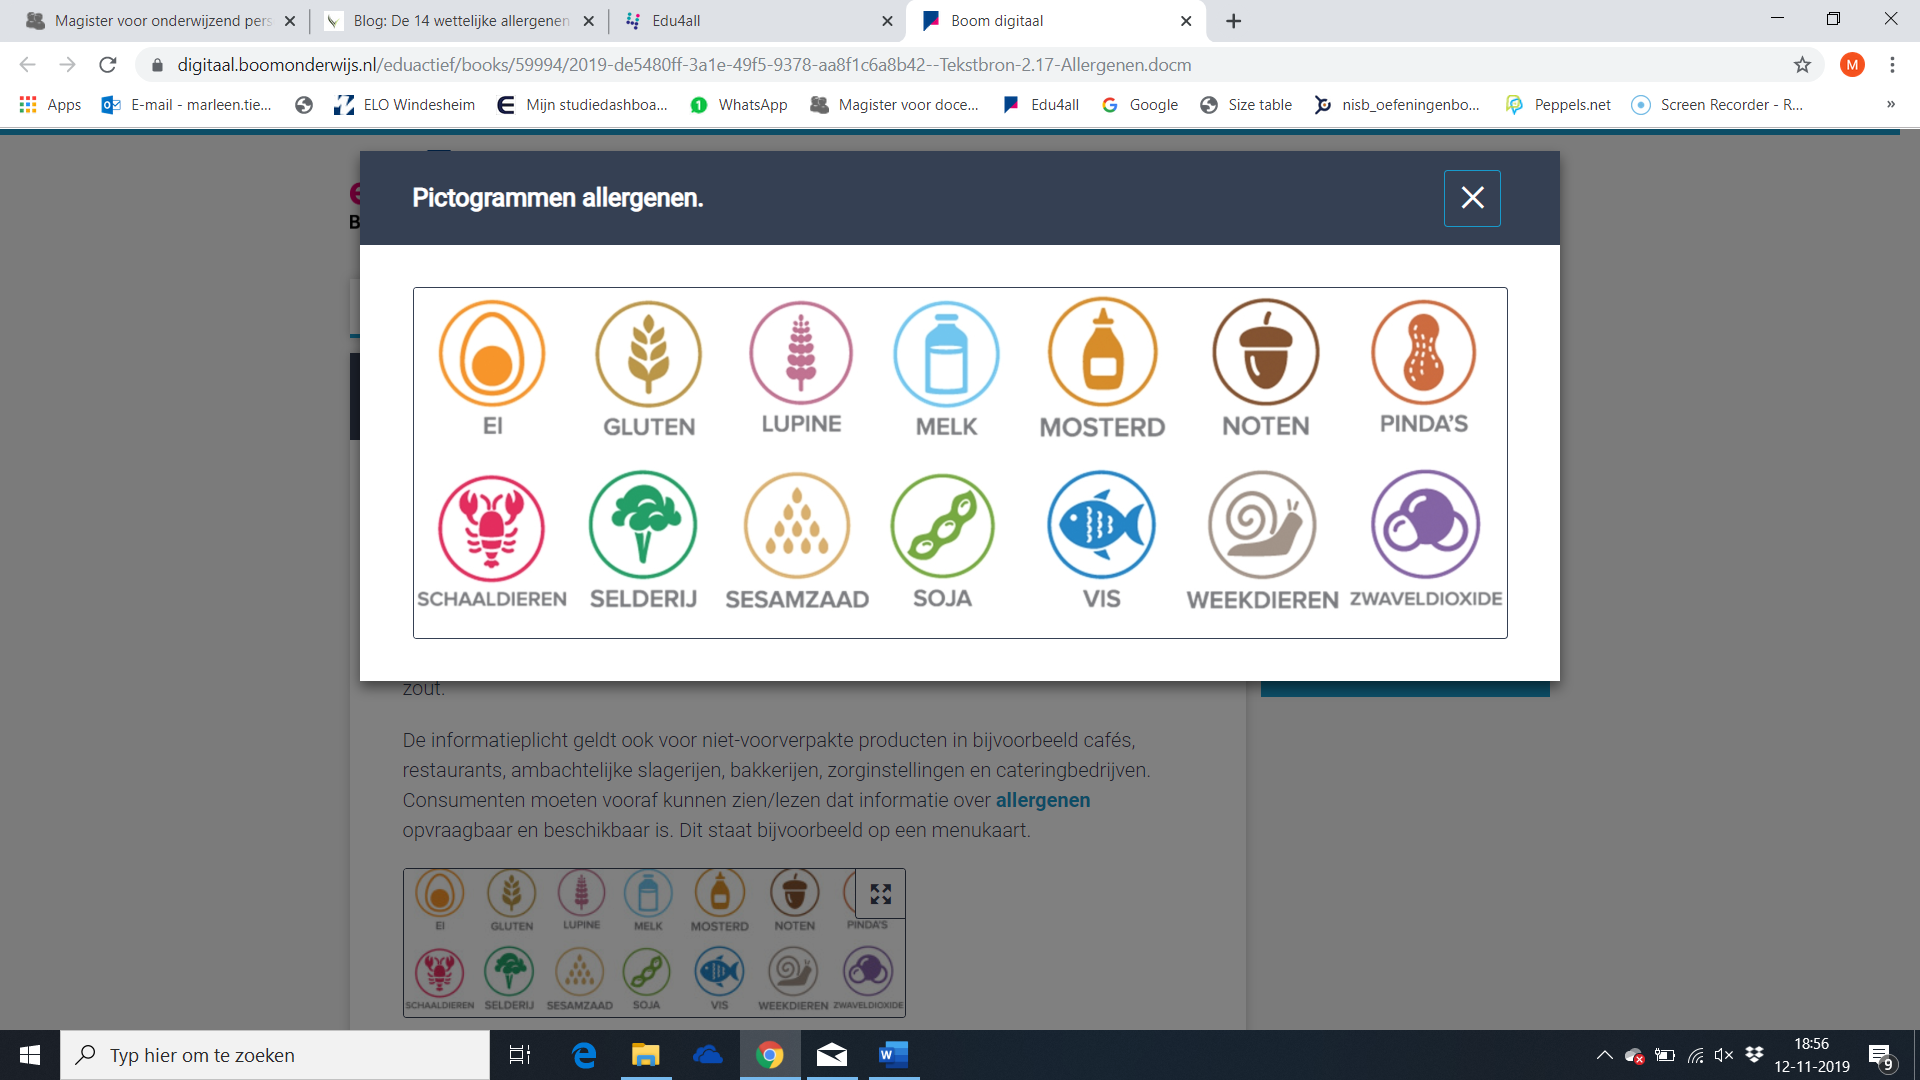 Magister voor onderwijzend pers
Blog: De 14 wettelijke allergenen
Edu4all
Boom digitaal
digitaal.boomonderwijs.nl/eduactief/books/59994/2019-de5480ff-3a1e-49f5-9378-aa8f1c6a8b42--Tekstbron-2.17-Allergenen.docm
M
Apps
E-mail - marleen.tie...
ELO Windesheim
Mijn studiedashboa...
1
WhatsApp
Magister voor doce...
Edu4all
Google
Size table
nisb_oefeningenbo...
Peppels.net
Screen Recorder - R...
»
Pictogrammen allergenen.
EI
GLUTEN
LUPINE
MELK
MOSTERD
NOTEN
PINDA'S
SCHAALDIEREN
SELDERIJ
SESAMZAAD
SOJA
VIS
WEEKDIEREN
ZWAVELDIOXIDE
zout.
De informatieplicht geldt ook voor niet-voorverpakte producten in bijvoorbeeld cafés,
restaurants, ambachtelijke slagerijen, bakkerijen, zorginstellingen en cateringbedrijven.
Consumenten moeten vooraf kunnen zien/lezen dat informatie over allergenen
opvraagbaar en beschikbaar is. Dit staat bijvoorbeeld op een menukaart.
EI
GLUTEN
LUPINE
MELK
MOSTERD
NOTEN
PINDA'S
SCHAALDIEREN
SELDERIJ
SESAMZAAD
SOJA
VIS
WEEKDIEREN
ZWAVELDIOXIDE
Typ hier om te zoeken
18:56
12-11-2019
9